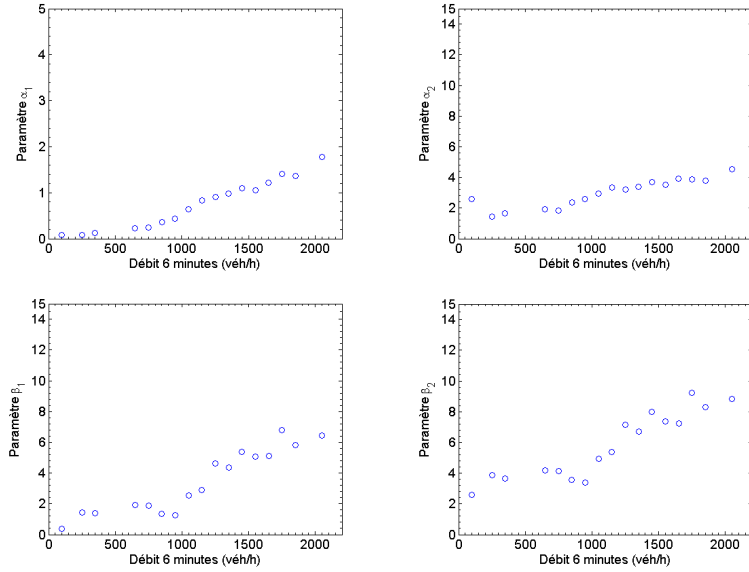 5
4
3
2
1
0
Paramètre α1
0 500 1000 1500 2000
Débit 6 minutes (véh/h)
15
14
12
10
8
6
4
2
0
Paramètre α2
0 500 1000 1500 2000
Débit 6 minutes (véh/h)
15
14
12
10
8
6
4
2
0
Paramètre β1
0 500 1000 1500 2000
Débit 6 minutes (véh/h)
15
14
12
10
8
6
4
2
0
Paramètre β2
0 500 1000 1500 2000
Débit 6 minutes (véh/h)